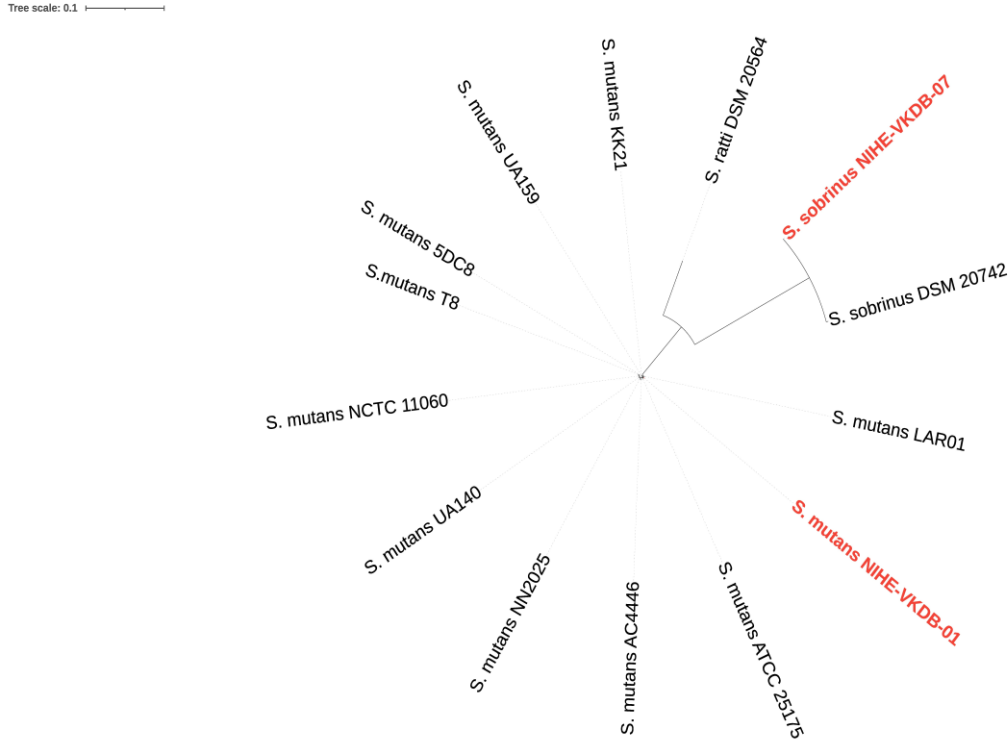 Tree scale: 0.1
S. mutans KK21
S. ratti DSM 20564
S. sobrinus NIHE-VKDB-07
S. sobrinus DSM 20742
S. mutans LAR01
S. mutans NIHE-VKDB-01
S. mutans ATCC 25175
S. mutans AC4446
S. mutans NN2025
S. mutans UA140
S. mutans NCTC 11060
S.mutans T8
S. mutans 5DC8
S. mutans UA159